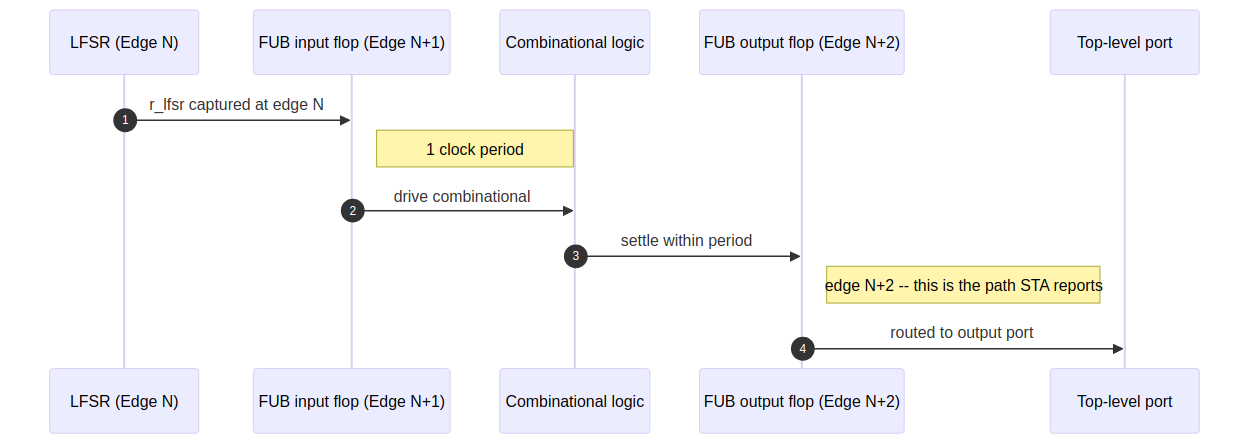 LFSR (Edge N)
FUB input flop (Edge N+1)
Combinational logic
FUB output flop (Edge N+2)
Top-level port
r_lfsr captured at edge N
1
1 clock period
drive combinational
2
settle within period
3
edge N+2 -- this is the path STA reports
routed to output port
4
LFSR (Edge N)
FUB input flop (Edge N+1)
Combinational logic
FUB output flop (Edge N+2)
Top-level port